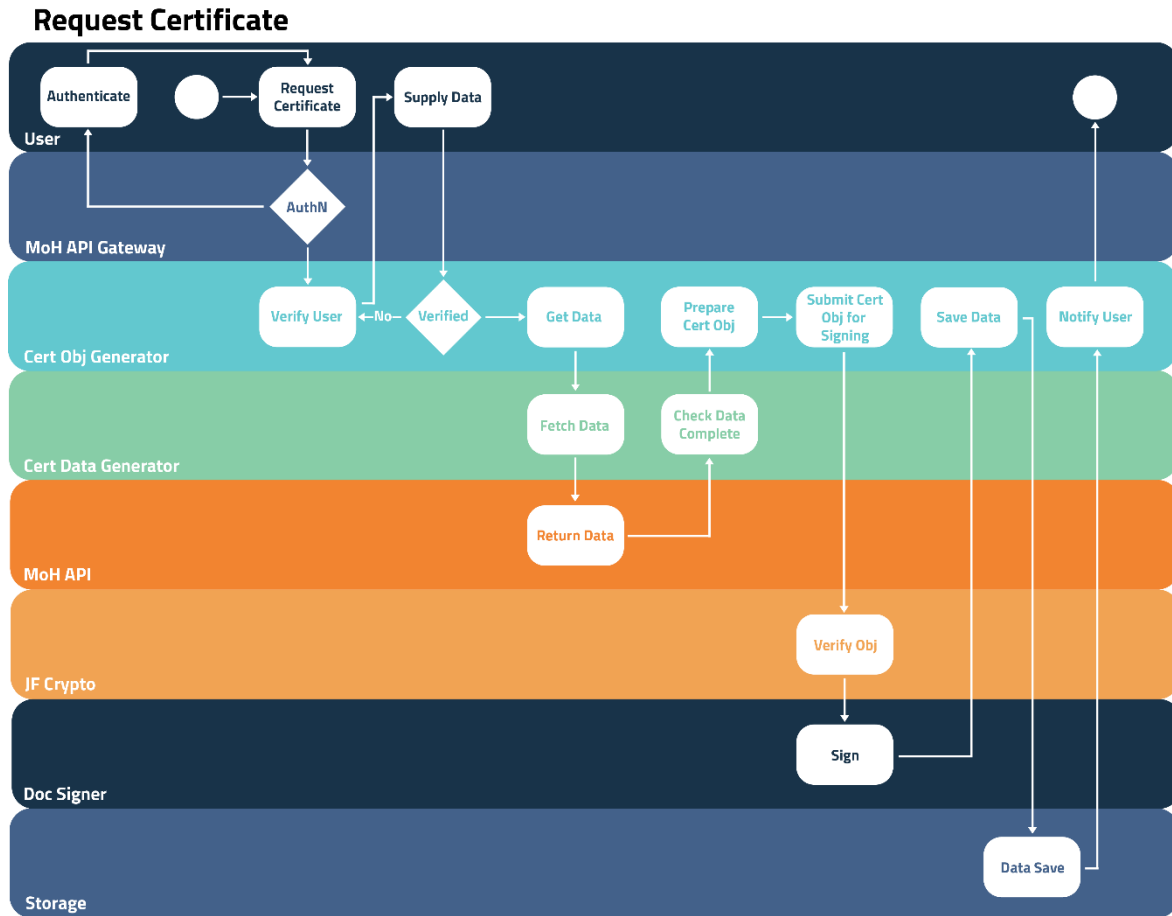 Request Certificate
Authenticate
Request
Certificate
Supply Data
User
AuthN
MoH API Gateway
Verify User
No
Verified
Get Data
Prepare
Cert Obj
Submit Cert
Obj for
Signing
Save Data
Notify User
Cert Obj Generator
Fetch Data
Check Data
Complete
Cert Data Generator
Return Data
MoH API
Verify Obj
JF Crypto
Sign
Doc Signer
Data Save
Storage